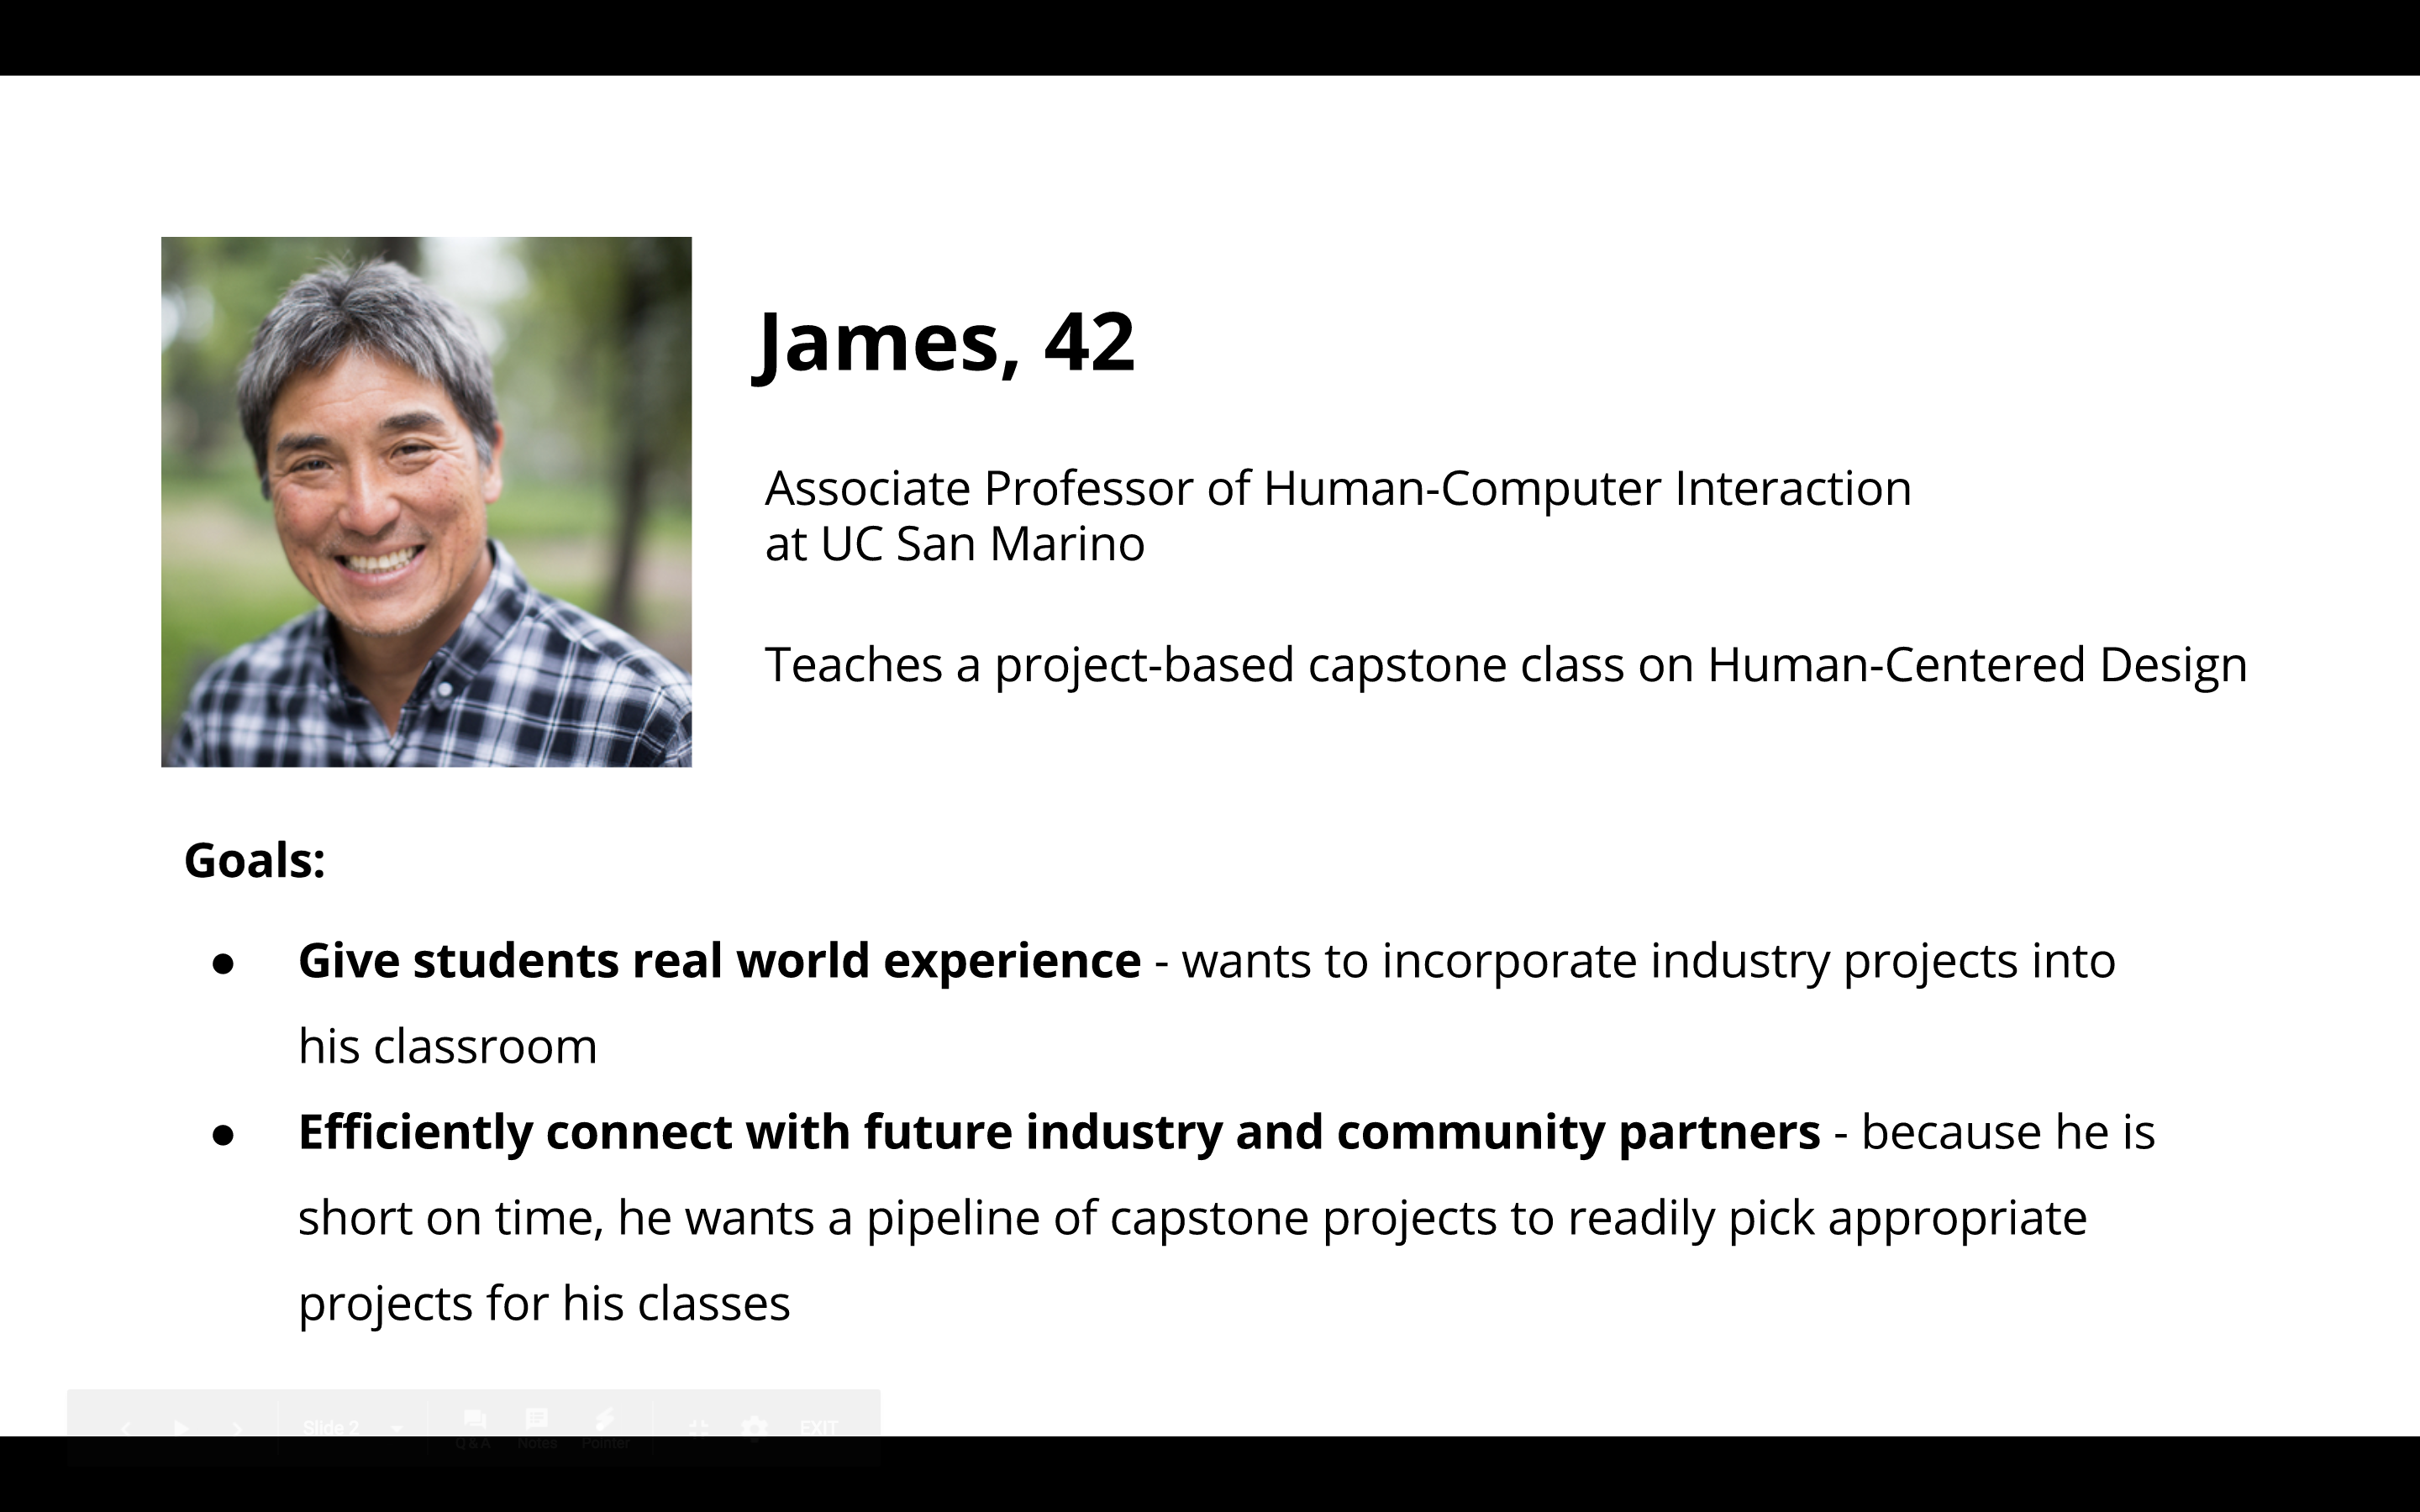 James, 42
Associate Professor of Human-Computer Interaction
at UC San Marino
Teaches a project-based capstone class on Human-Centered Design
Goals:
● Give students real world experience - wants to incorporate industry projects into
his classroom
● Efficiently connect with future industry and community partners - because he is
short on time, he wants a pipeline of capstone projects to readily pick appropriate
projects for his classes
Slide 2
EXIT
Q & A Notes Pointer